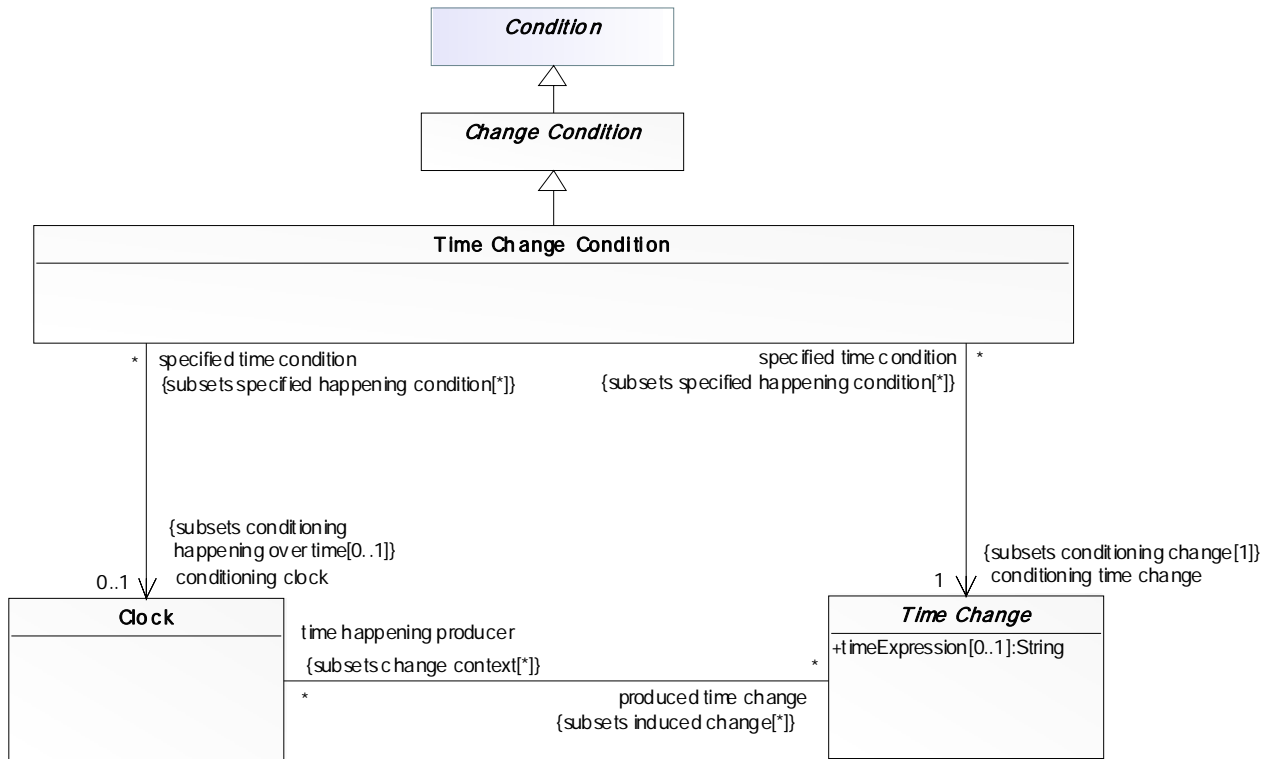 Condition
Change Condition
Time Change Condition
* specified time condition
{subsets specified happening condition[*]}
specified time condition *
{subsets specified happening condition[*]}
{subsets conditioning
happening over time[0..1]}
0..1 conditioning clock
{subsets conditioning change[1]}
1 conditioning time change
Clock
Time Change
+timeExpression[0..1]:String
time happening producer
{subsets change context[*]}
*
*
produced time change
{subsets induced change[*]}